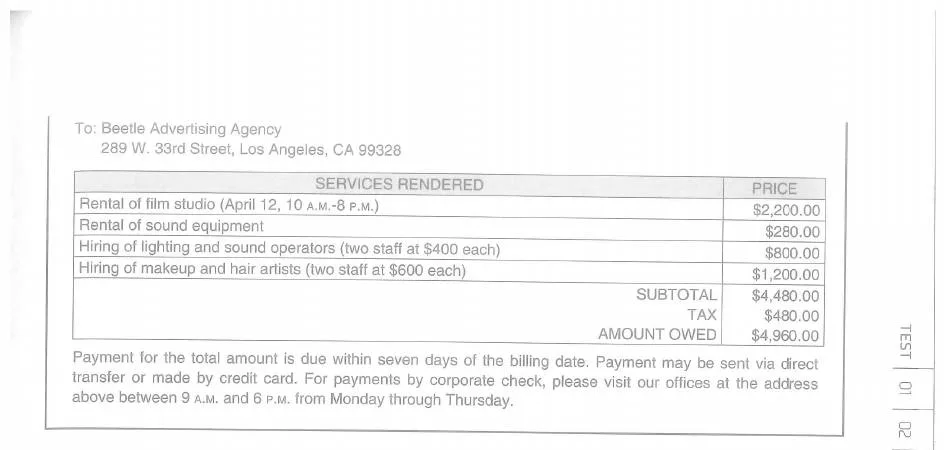 To: Beetle Advertising Agency
289 W. 33rd Street, Los Angeles, CA 99328
SERVICES RENDERED PRICE
Rental of film studio (April 12, 10 A.M.-8 P.M.) $2,200.00
Rental of sound equipment $280.00
Hiring of lighting and sound operators (two staff at $400 each) $800.00
Hiring of makeup and hair artists (two staff at $600 each) $1,200.00
SUBTOTAL $4,480.00
TAX $480.00
AMOUNT OWED $4,960.00
Payment for the total amount is due within seven days of the billing date. Payment may be sent via direct
transfer or made by credit card. For payments by corporate check, please visit our offices at the address
above between 9 A.M. and 6 P.M. from Monday through Thursday.
TEST 01 02